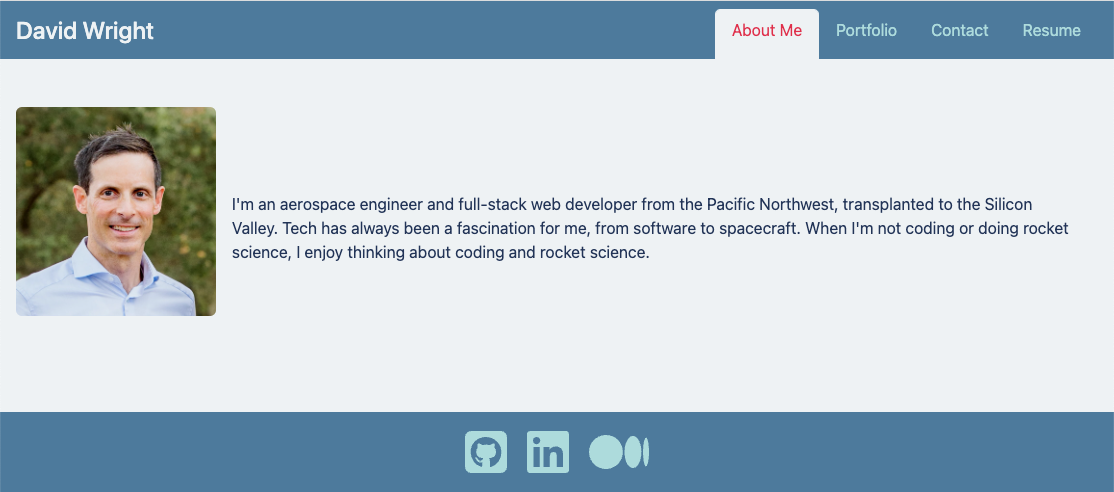 David Wright
About Me
Portfolio
Contact
Resume
I'm an aerospace engineer and full-stack web developer from the Pacific Northwest, transplanted to the Silicon
Valley. Tech has always been a fascination for me, from software to spacecraft. When I'm not coding or doing rocket
science, I enjoy thinking about coding and rocket science.
in